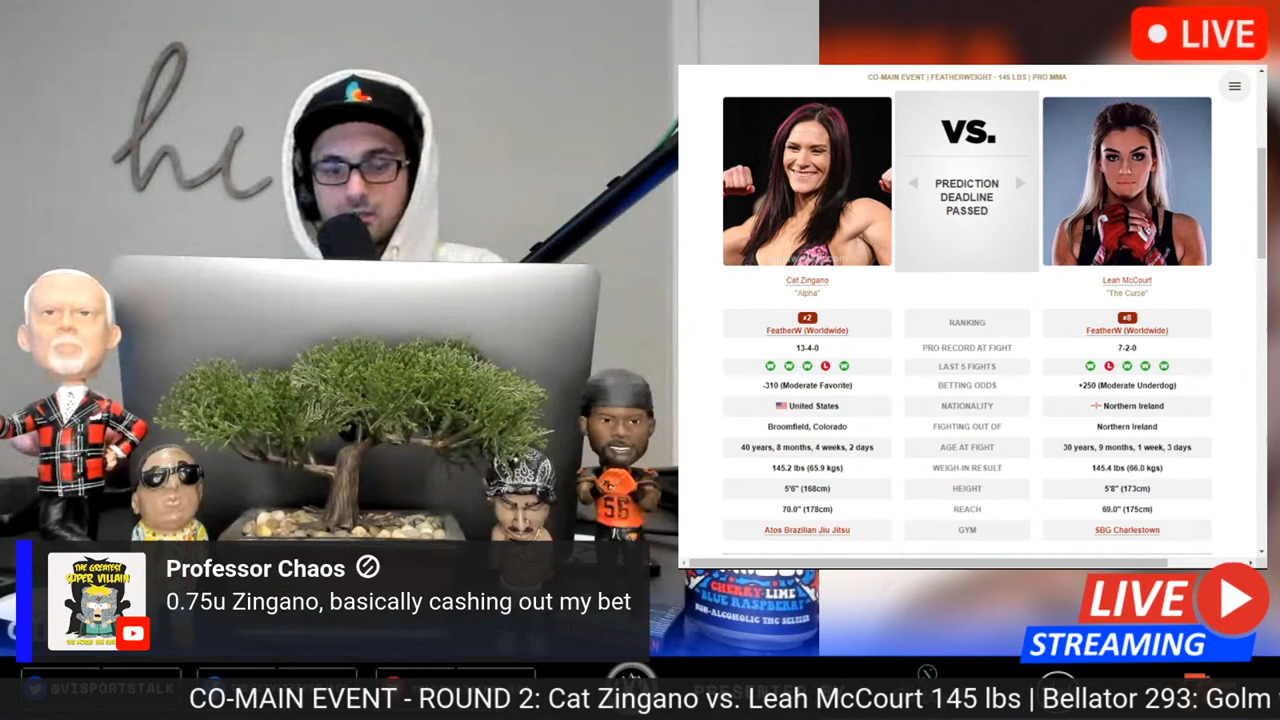 hi
LIVE
CO-MAIN EVENT | FEATHERWEIGHT · 145 LBS | PRO MMA
VS.
PREDICTION
DEADLINE
PASSED
Cat Zingano
"Alpha"
Leah McCourt
"The Curse"
#2
FeatherW (Worldwide)
RANKING
#8
FeatherW (Worldwide)
13-4-0
PRO RECORD AT FIGHT
7-2-0
W W W L W
LAST 5 FIGHTS
W L W W W
-310 (Moderate Favorite)
BETTING ODDS
+250 (Moderate Underdog)
United States
NATIONALITY
Northern Ireland
Broomfield, Colorado
FIGHTING OUT OF
Northern Ireland
40 years, 8 months, 4 weeks, 2 days
AGE AT FIGHT
30 years, 9 months, 1 week, 3 days
145.2 lbs (65.9 kgs)
WEIGH-IN RESULT
145.4 lbs (66.0 kgs)
5'6" (168cm)
HEIGHT
5'8" (173cm)
70.0" (178cm)
REACH
69.0" (175cm)
Atos Brazilian Jiu Jitsu
GYM
SBG Charlestown
56
THE GREATEST
SUPER VILLAIN
Professor Chaos
0.75u Zingano, basically cashing out my bet
CHERRY-LIME
BLUE RASPBERRY
NON-ALCOHOLIC THC SELTZER
LIVE
STREAMING
@VISPORTSTALK
CO-MAIN EVENT - ROUND 2: Cat Zingano vs. Leah McCourt 145 lbs | Bellator 293: Golm